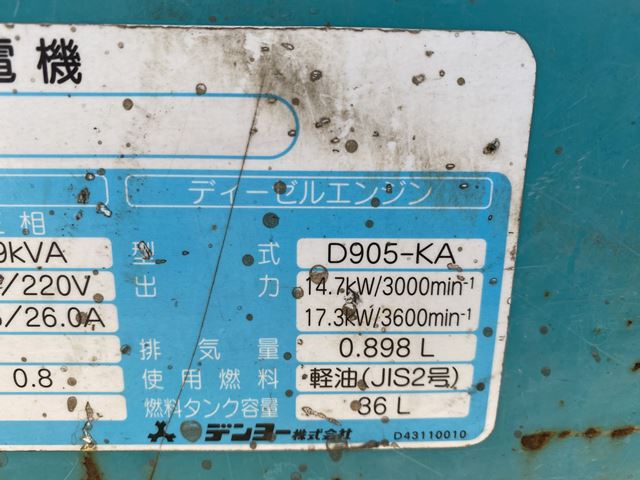 電機
ディーゼルエンジン
相
9kVA 型式 D905-KA
/220V 出力 14.7kW/3000min-1
/26.0A 17.3kW/3600min-1
排気量 0.898 L
0.8 使用燃料 軽油(JIS2号)
燃料タンク容量 36 L
デンヨー株式会社 D43110010